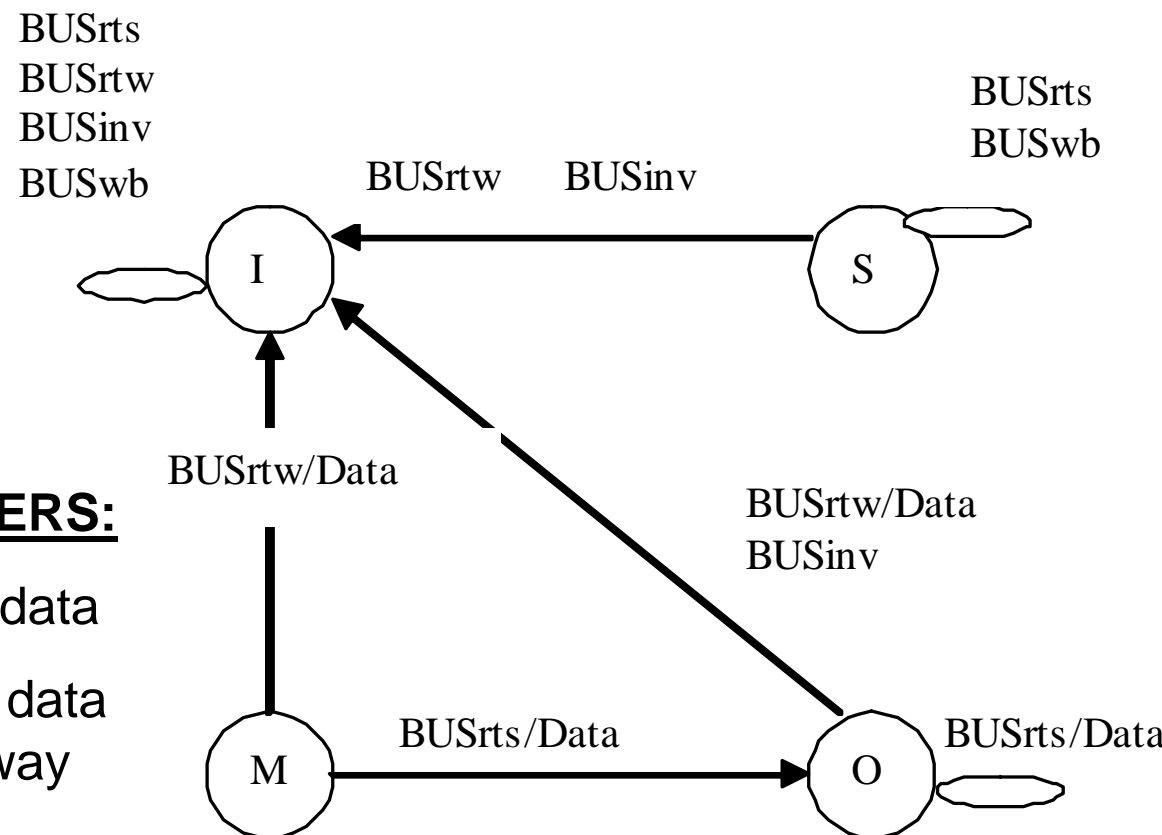 BUSrts
BUSrtw
BUSinv
BUSwb
BUSrts
BUSwb
BUSrtw BUSinv
I
S
BUSrtw/Data
ERS:
data
data
way
BUSrtw/Data
BUSinv
BUSrts/Data
BUSrts/Data
M
O